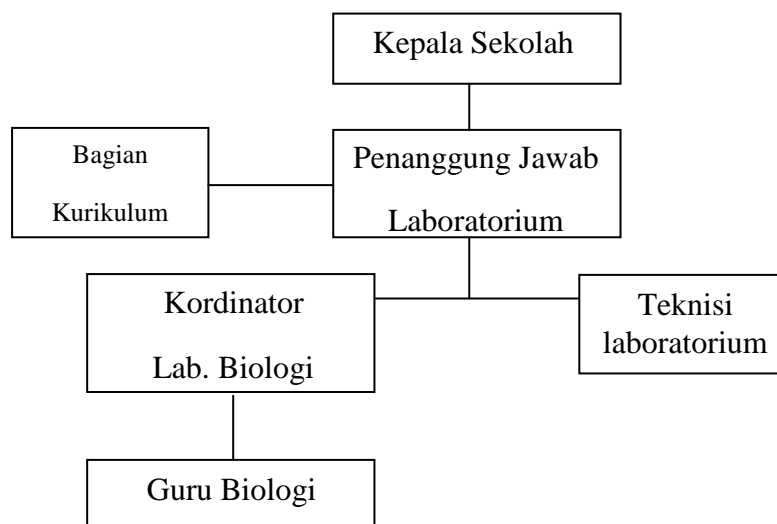 Kepala Sekolah
Bagian
Kurikulum
Penanggung Jawab
Laboratorium
Kordinator
Lab. Biologi
Teknisi
laboratorium
Guru Biologi